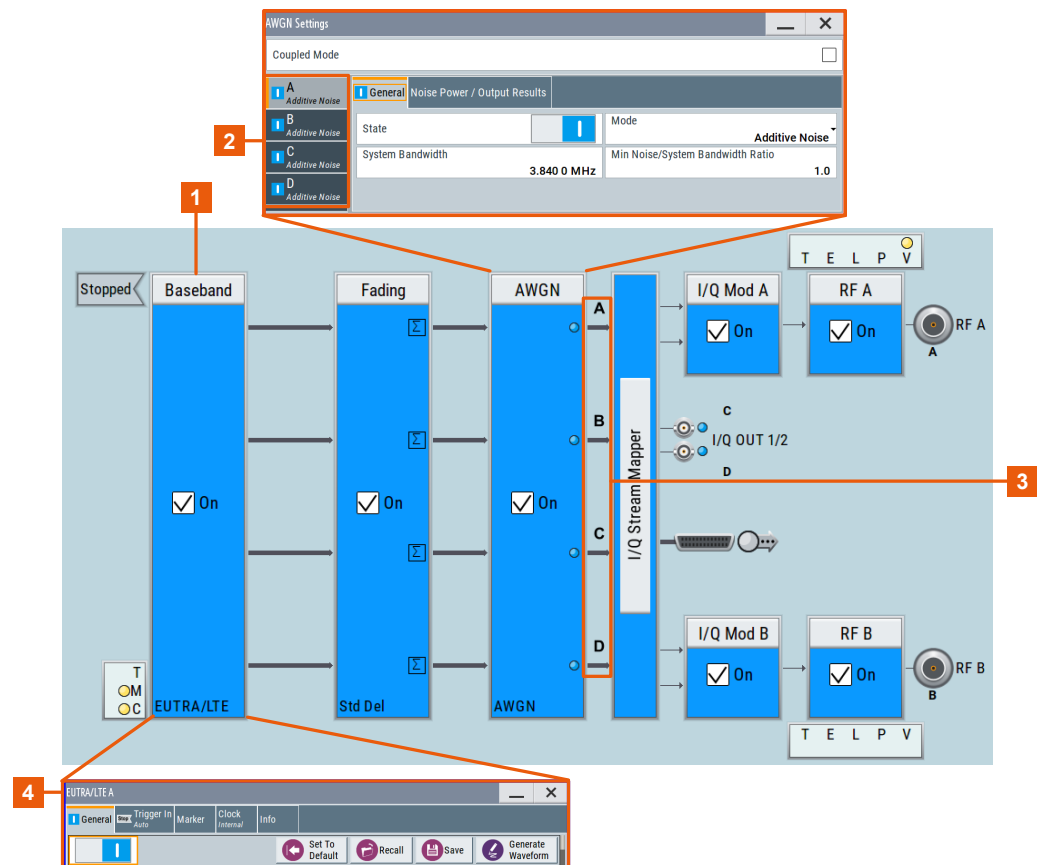 AWGN Settings
Coupled Mode
A
Additive Noise
B
Additive Noise
C
Additive Noise
D
Additive Noise
General
Noise Power / Output Results
State
Mode
Additive Noise
System Bandwidth
3.840 0 MHz
Min Noise/System Bandwidth Ratio
1.0
2
1
Stopped
Baseband
On
EUTRA/LTE
T
M
C
Fading
Σ
Σ
Σ
Σ
On
Std Del
AWGN
On
AWGN
A
B
C
D
I/Q Stream Mapper
3
T E L P V
I/Q Mod A
On
RF A
On
RF A
A
C
I/Q OUT 1/2
D
I/Q Mod B
On
RF B
On
RF B
B
T E L P V
4
EUTRA/LTE A
General
Stop
Trigger In
Auto
Marker
Clock
Internal
Info
Set To
Default
Recall
Save
Generate
Waveform